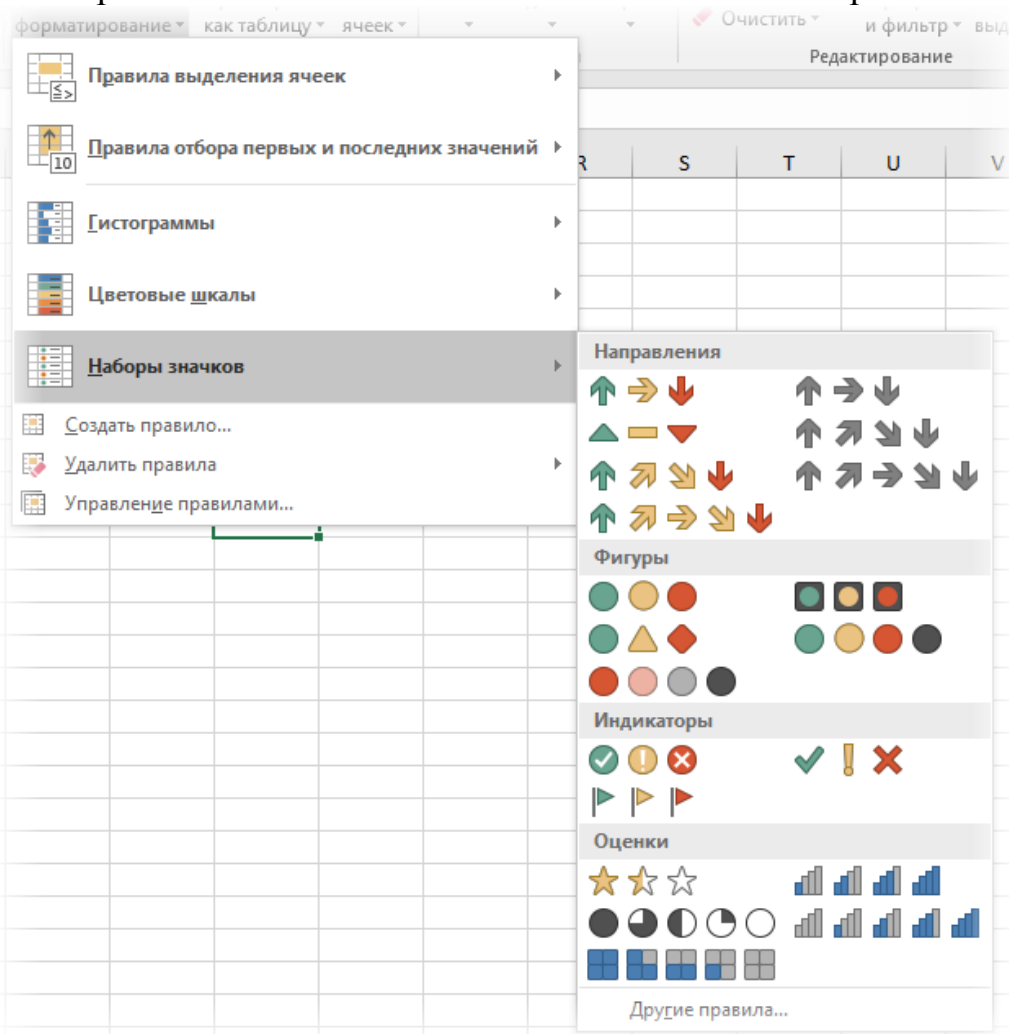 форматирование как таблицу ячеек Очистить и фильтр
Редактирование
Правила выделения ячеек
Правила отбора первых и последних значений
Гистограммы
Цветовые шкалы
Наборы значков
Создать правило...
Удалить правила
Управление правилами...
R S T U V
Направления
Фигуры
Индикаторы
Оценки
Другие правила...